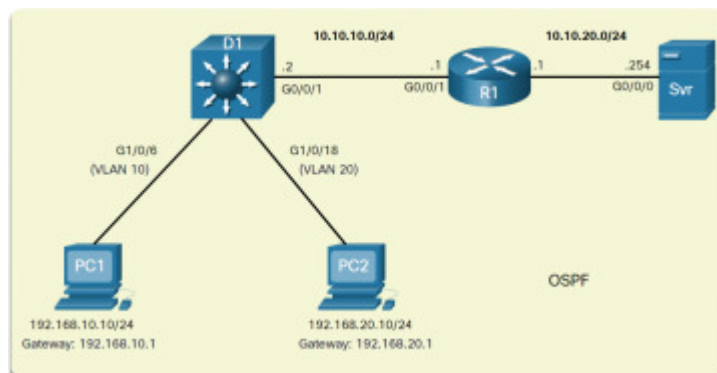 D1
10.10.10.0/24
10.10.20.0/24
.2
.1
.1
.254
G0/0/1
G0/0/1
R1
G0/0/0
Svr
G1/0/6
(VLAN 10)
G1/0/18
(VLAN 20)
PC1
PC2
OSPF
192.168.10.10/24
Gateway: 192.168.10.1
192.168.20.10/24
Gateway: 192.168.20.1